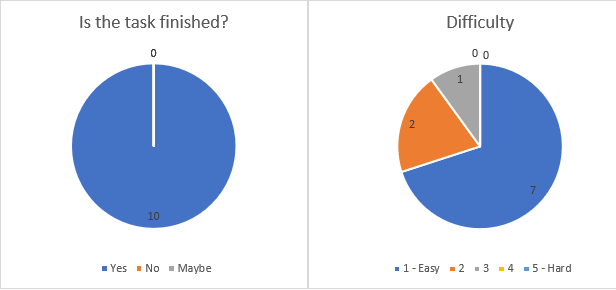 Is the task finished?
0
10
Yes No Maybe
Difficulty
0 0
1
2
7
1 - Easy 2 3 4 5 - Hard